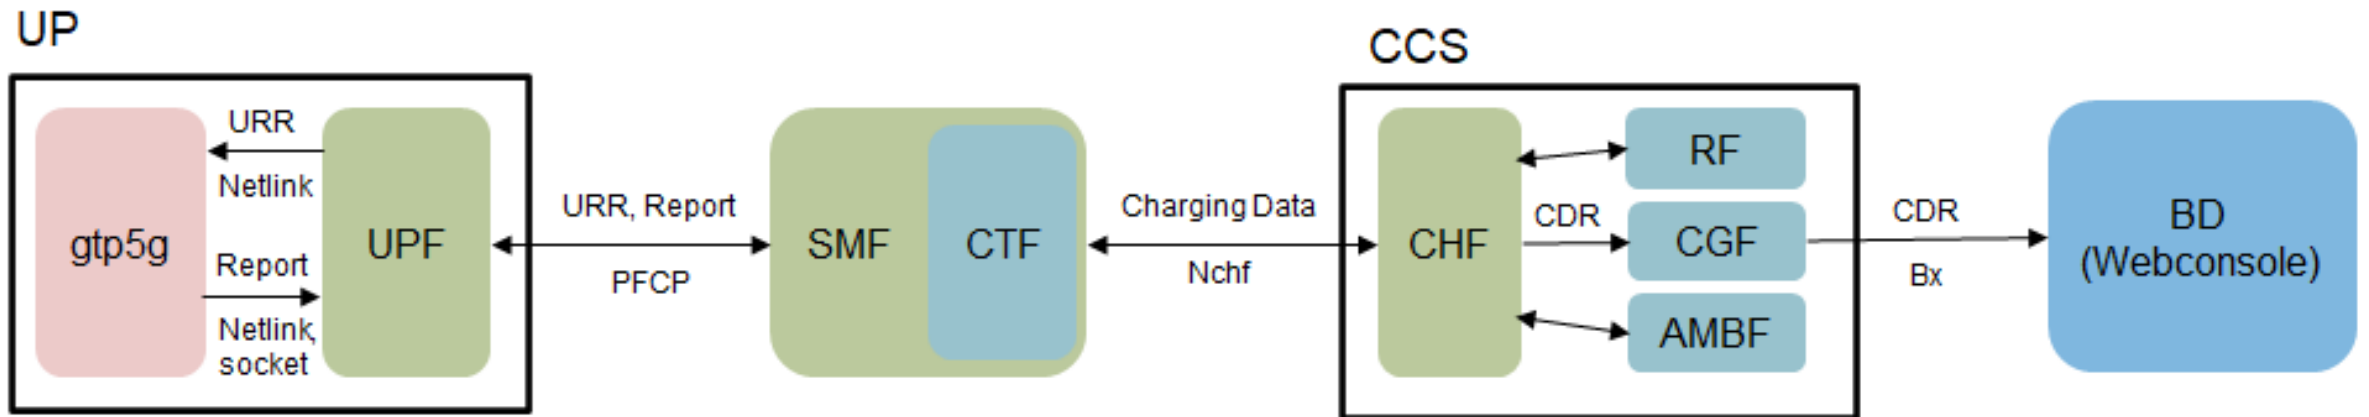 UP
CCS
URR
Netlink
gtp5g
Report
Netlink,
socket
UPF
URR, Report
PFCP
SMF
CTF
Charging Data
Nchf
CHF
CDR
RF
CGF
AMBF
CDR
Bx
BD
(Webconsole)